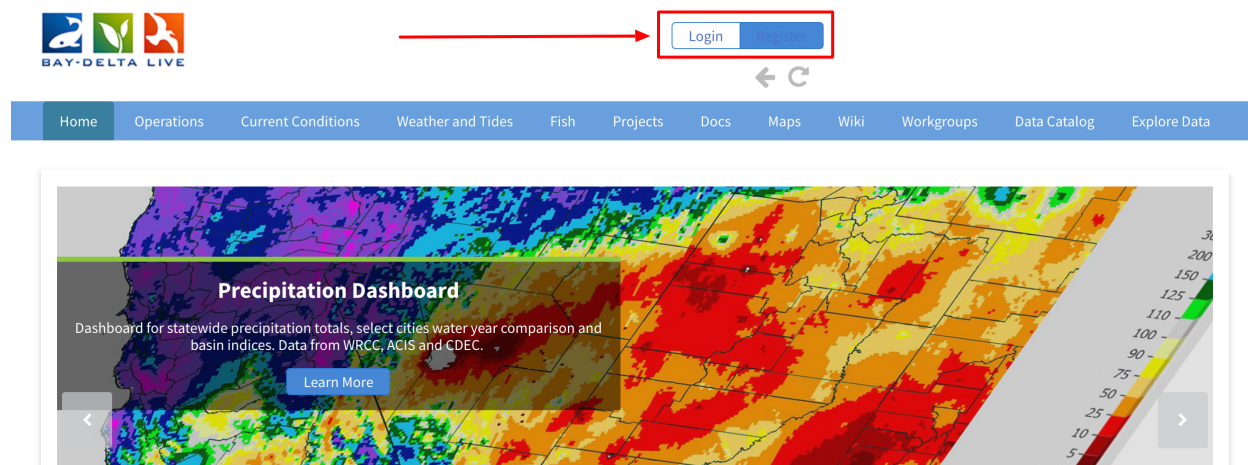 BAY-DELTA LIVE
Login Register
Home Operations Current Conditions Weather and Tides Fish Projects Docs Maps Wiki Workgroups Data Catalog Explore Data
Precipitation Dashboard
Dashboard for statewide precipitation totals, select cities water year comparison and
basin indices. Data from WRCC, ACIS and CDEC.
Learn More
200
150
125
110
100
90
75
50
25
10
5